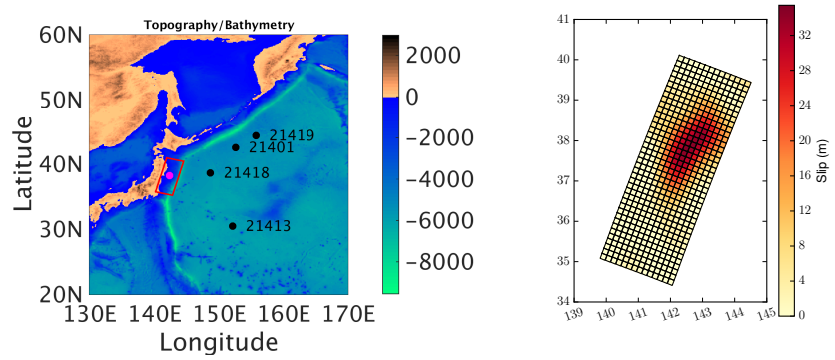 Topography/Bathymetry
60N
50N
40N
30N
20N
130E 140E 150E 160E 170E
Latitude
Longitude
21419
21401
21418
21413
2000
0
-2000
-4000
-6000
-8000
41
40
39
38
37
36
35
34
139 140 141 142 143 144 145
32
28
24
20
16
12
8
4
0
Slip (m)